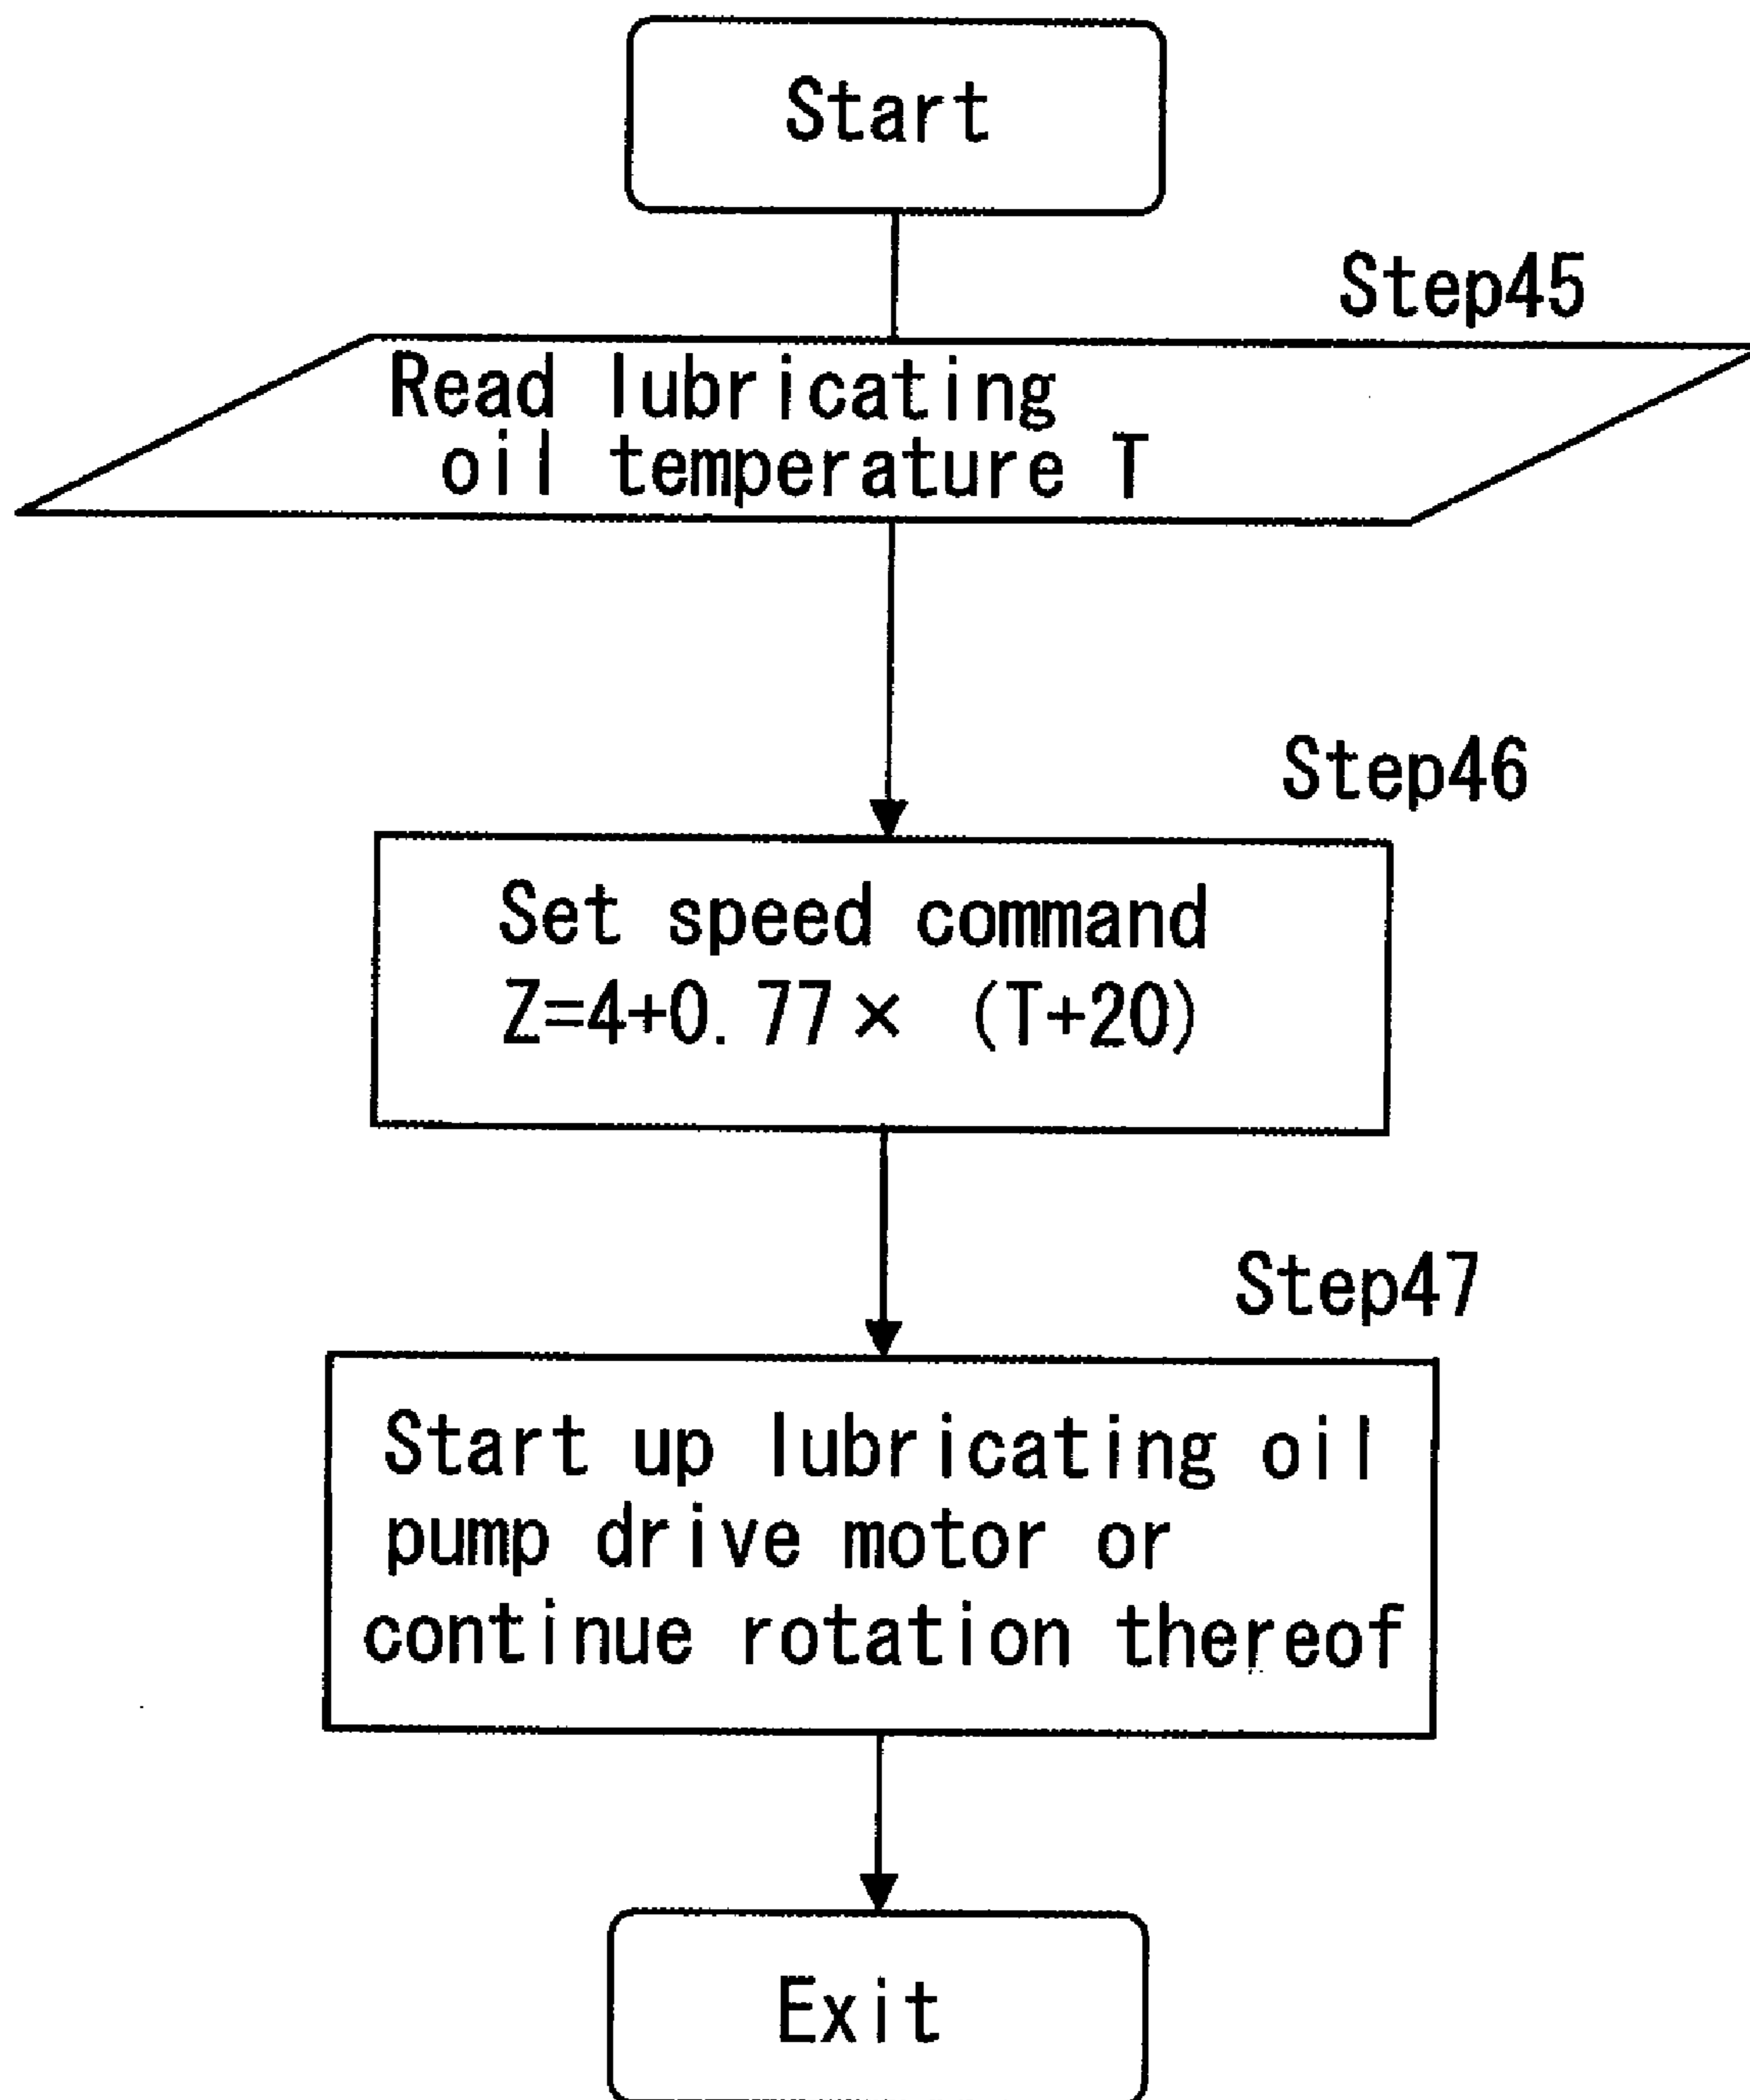 Start
Step45
Read lubricating
oil temperature T
Step46
Set speed command
Z=4+0.77× (T+20)
Step47
Start up lubricating oil
pump drive motor or
continue rotation thereof
Exit